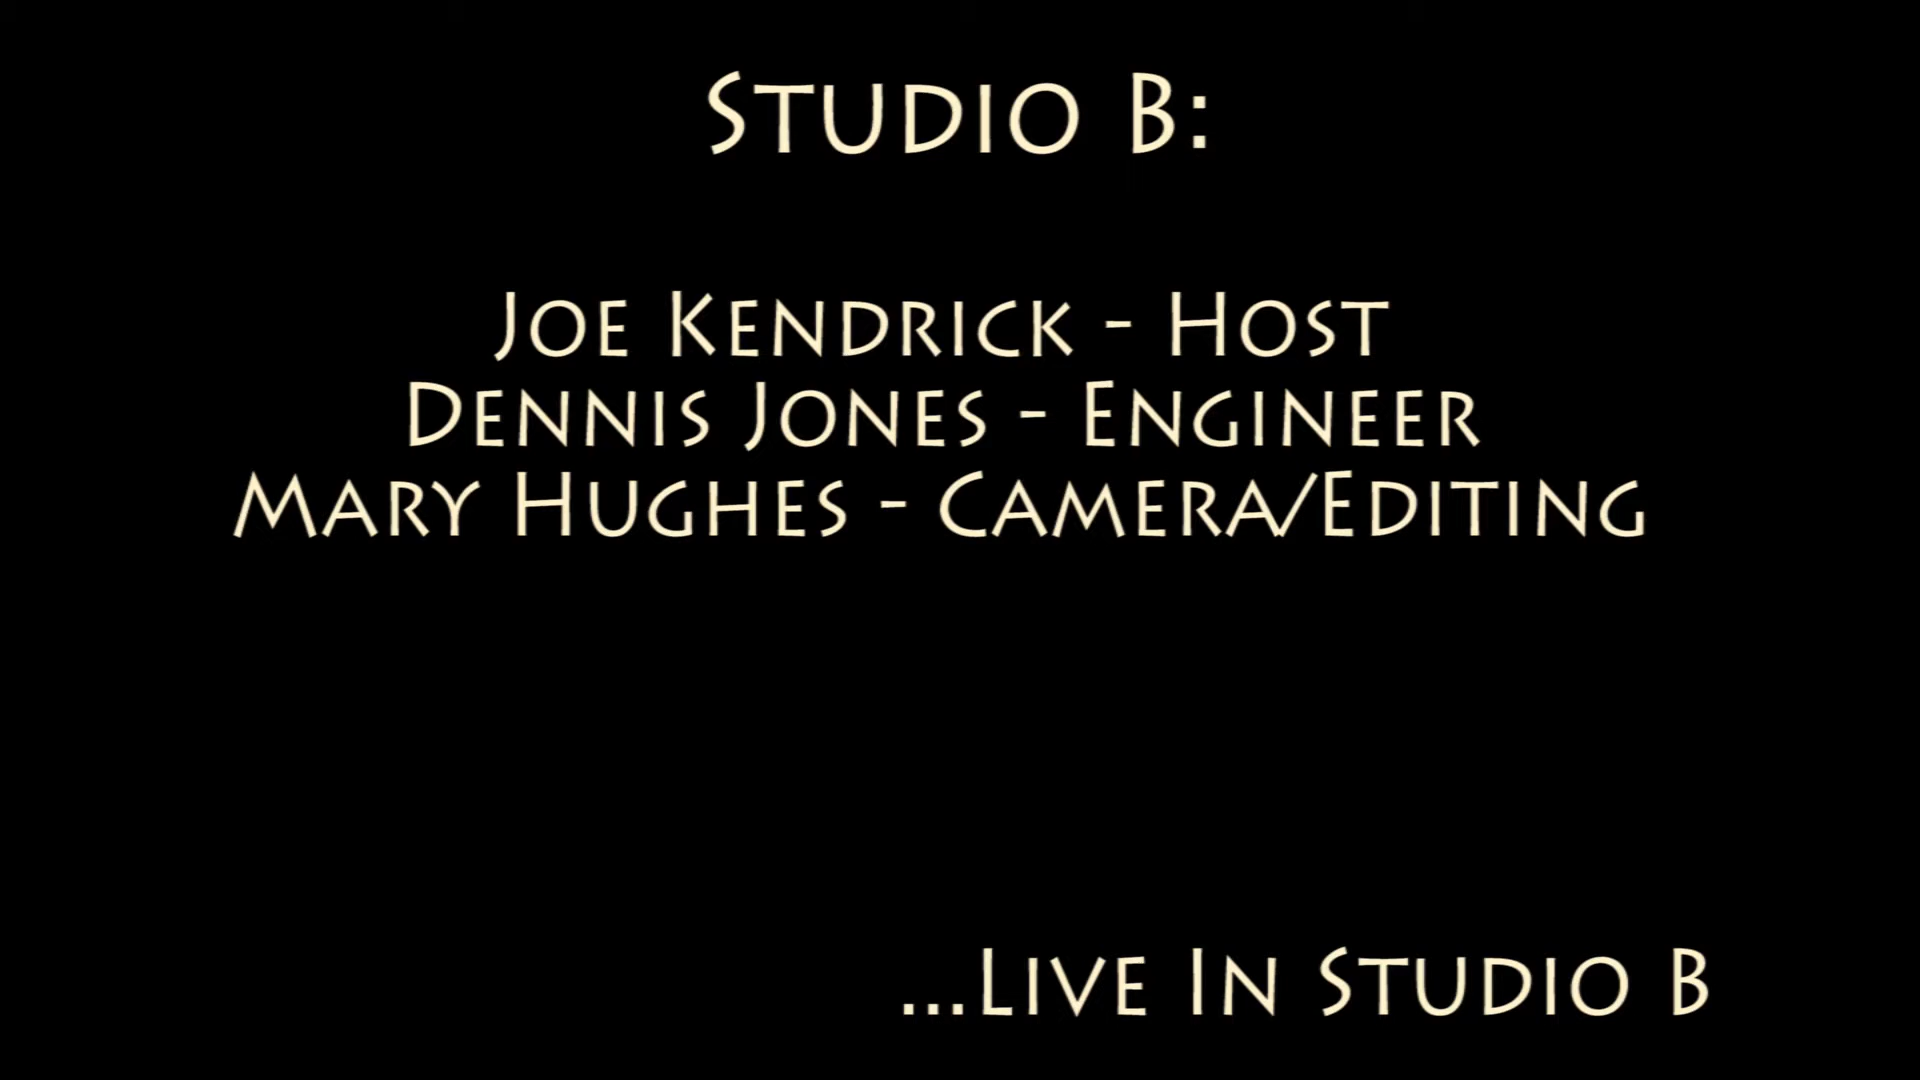 Studio B:
Joe Kendrick - Host
Dennis Jones - Engineer
Mary Hughes - Camera/Editing
...Live In Studio B